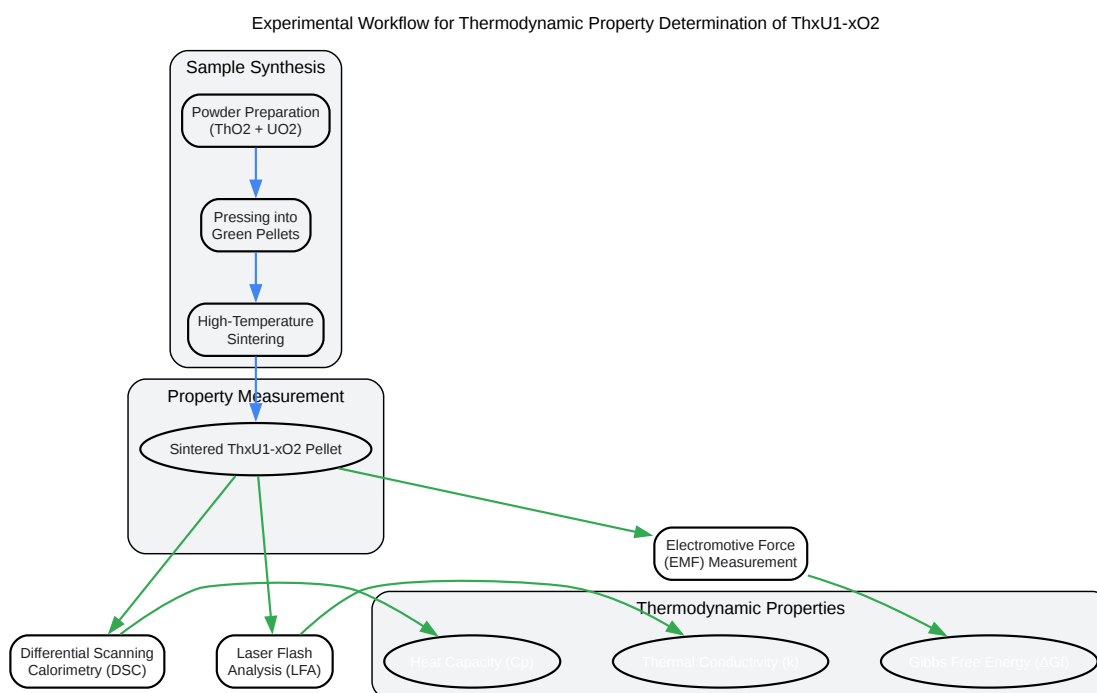 Experimental Workflow for Thermodynamic Property Determination of ThxU1-xO2
Sample Synthesis
Powder Preparation
(ThO2 + UO2)
Pressing into
Green Pellets
High-Temperature
Sintering
Property Measurement
Sintered ThxU1-xO2 Pellet
Electromotive Force
(EMF) Measurement
Thermodynamic Properties
Differential Scanning
Calorimetry (DSC)
Laser Flash
Analysis (LFA)
Heat Capacity (Cp)
Thermal Conductivity (k)
Gibbs Free Energy (ΔGf)